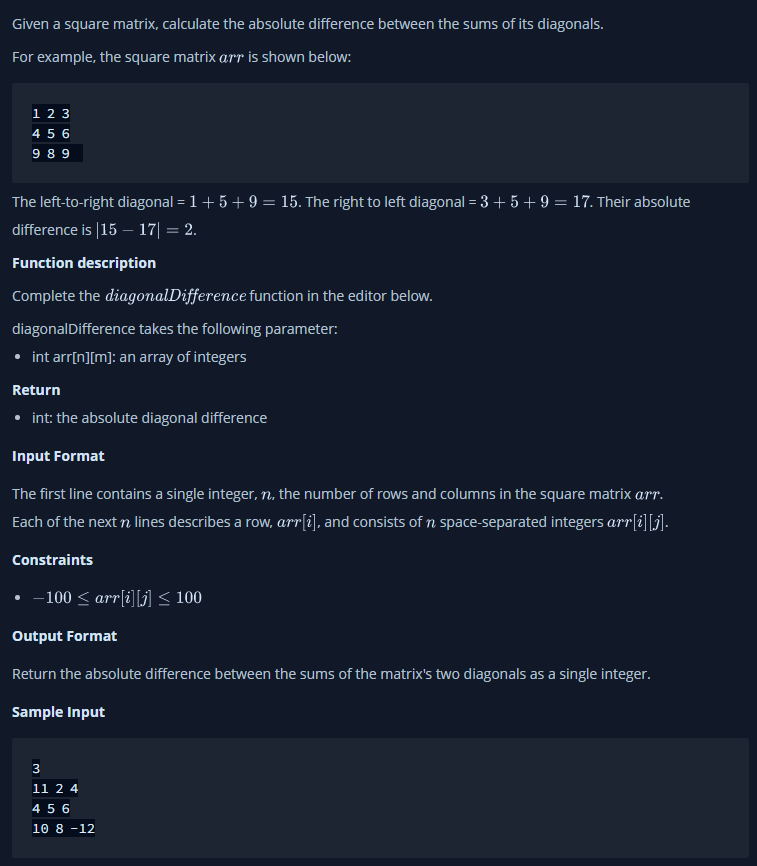 Given a square matrix, calculate the absolute difference between the sums of its diagonals.
For example, the square matrix arr is shown below:
1 2 3
4 5 6
9 8 9
The left-to-right diagonal = 1 + 5 + 9 = 15. The right to left diagonal = 3 + 5 + 9 = 17. Their absolute
difference is |15 − 17| = 2.
Function description
Complete the diagonalDifference function in the editor below.
diagonalDifference takes the following parameter:
• int arr[n][m]: an array of integers
Return
• int: the absolute diagonal difference
Input Format
The first line contains a single integer, n, the number of rows and columns in the square matrix arr.
Each of the next n lines describes a row, arr[i], and consists of n space-separated integers arr[i][j].
Constraints
• −100 ≤ arr[i][j] ≤ 100
Output Format
Return the absolute difference between the sums of the matrix's two diagonals as a single integer.
Sample Input
3
11 2 4
4 5 6
10 8 -12